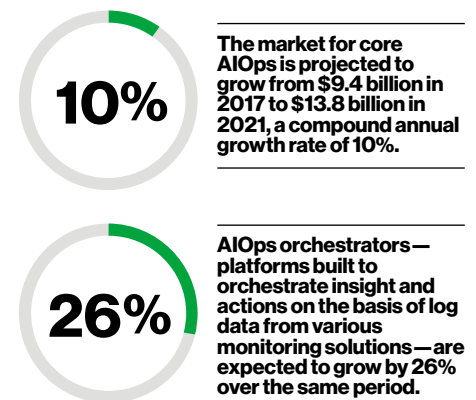 10%
The market for core
AIOps is projected to
grow from $9.4 billion in
2017 to $13.8 billion in
2021, a compound annual
growth rate of 10%.
26%
AIOps orchestrators—
platforms built to
orchestrate insight and
actions on the basis of log
data from various
monitoring solutions—are
expected to grow by 26%
over the same period.